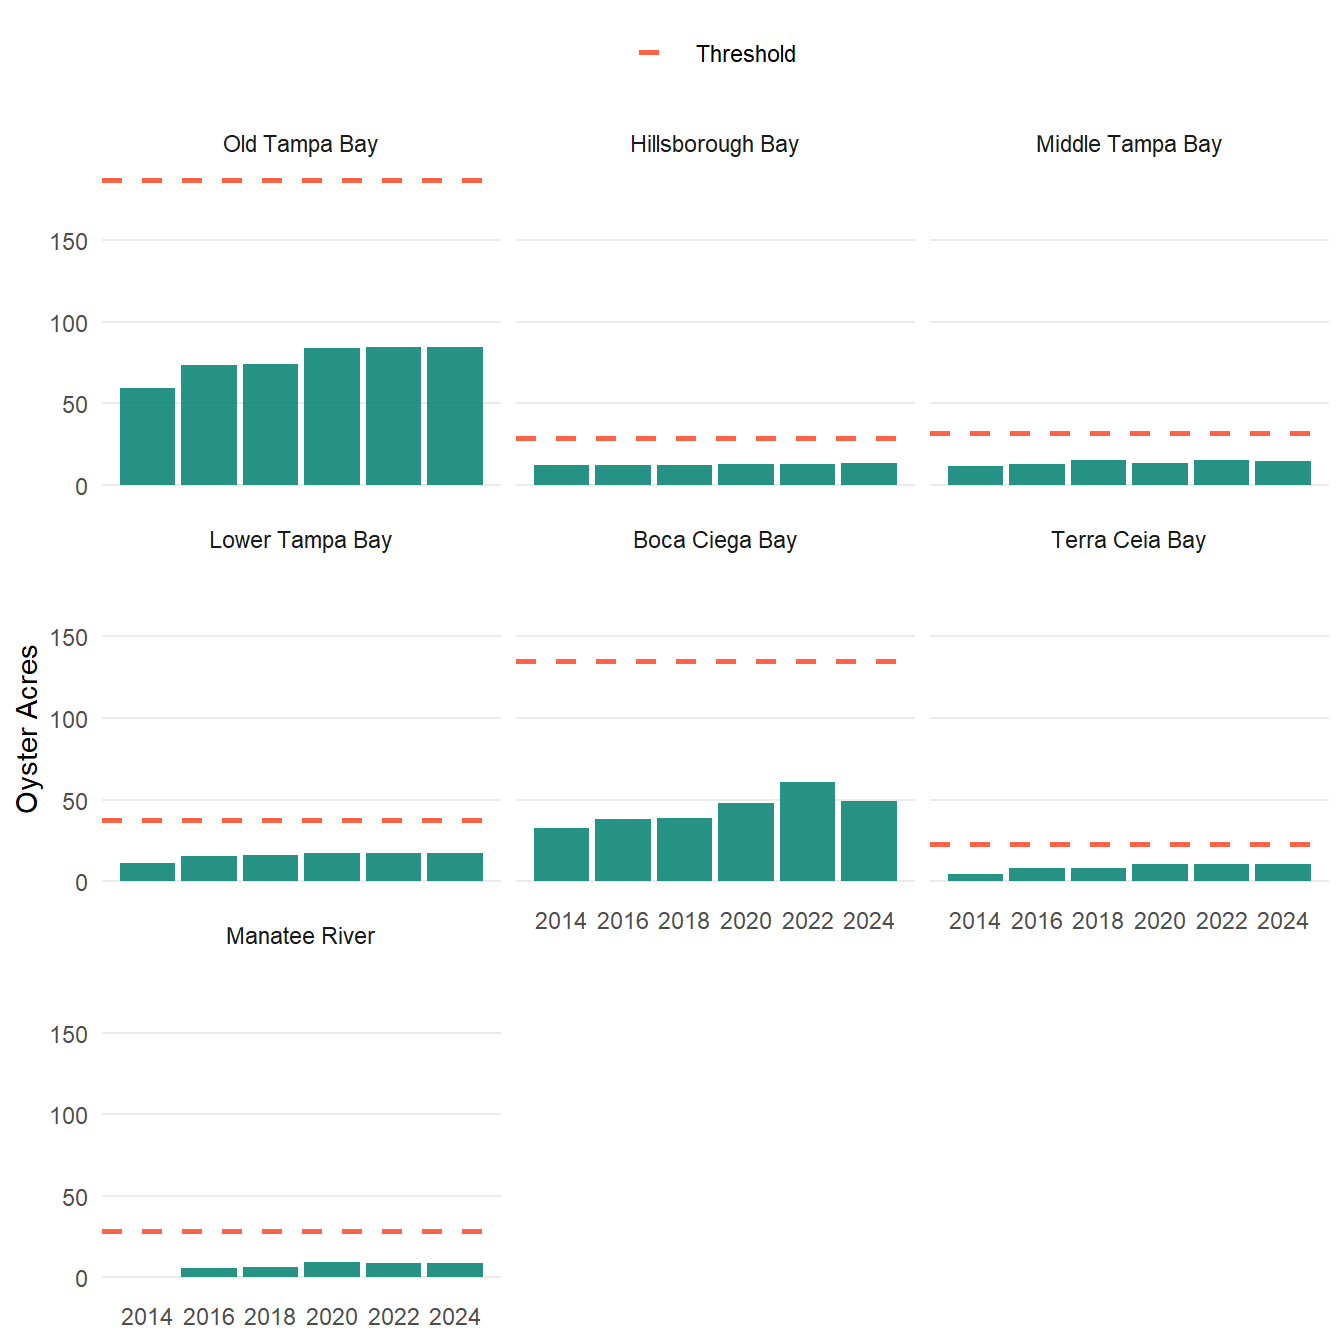 Threshold
Old Tampa Bay
Hillsborough Bay
Middle Tampa Bay
150
100
50
0
Lower Tampa Bay
Boca Ciega Bay
Terra Ceia Bay
Oyster Acres
150
100
50
0
2014 2016 2018 2020 2022 2024
2014 2016 2018 2020 2022 2024
Manatee River
150
100
50
0
2014 2016 2018 2020 2022 2024